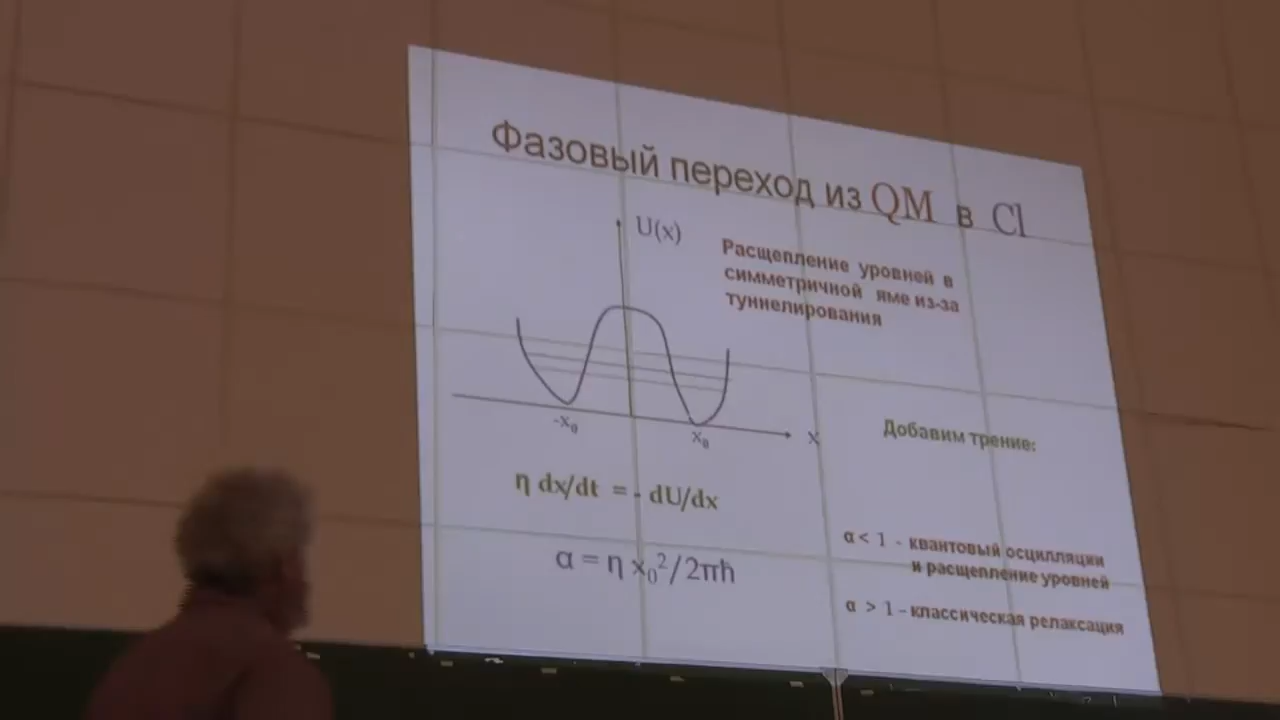 Фазовый переход из QM в Cl
U(x)
Расщепление уровней в
симметричной яме из-за
туннелирования
-x₀
x₀
x
Добавим трение:
η dx/dt = - dU/dx
α = η x₀²/2πħ
α < 1 - квантовый осцилляции
и расщепление уровней
α > 1 - классическая релаксация